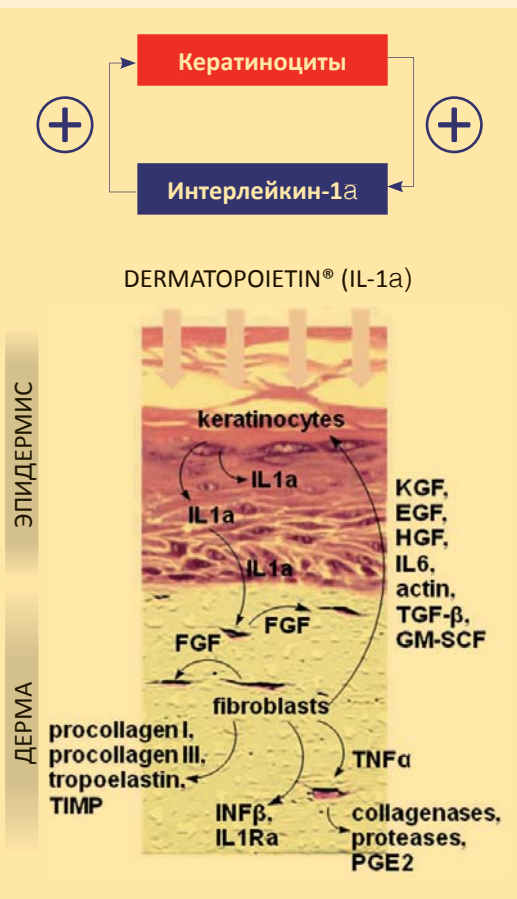 Кератиноциты
Интерлейкин-1a
DERMATOPOIETIN® (IL-1a)
ЭПИДЕРМИС
keratinocytes
IL1a
IL1a
IL1a
KGF,
EGF,
HGF,
IL6,
actin,
TGF-β,
GM-SCF
ДЕРМА
FGF
FGF
fibroblasts
procollagen I,
procollagen III,
tropoelastin,
TIMP
INFβ,
IL1Ra
TNFα
collagenases,
proteases,
PGE2